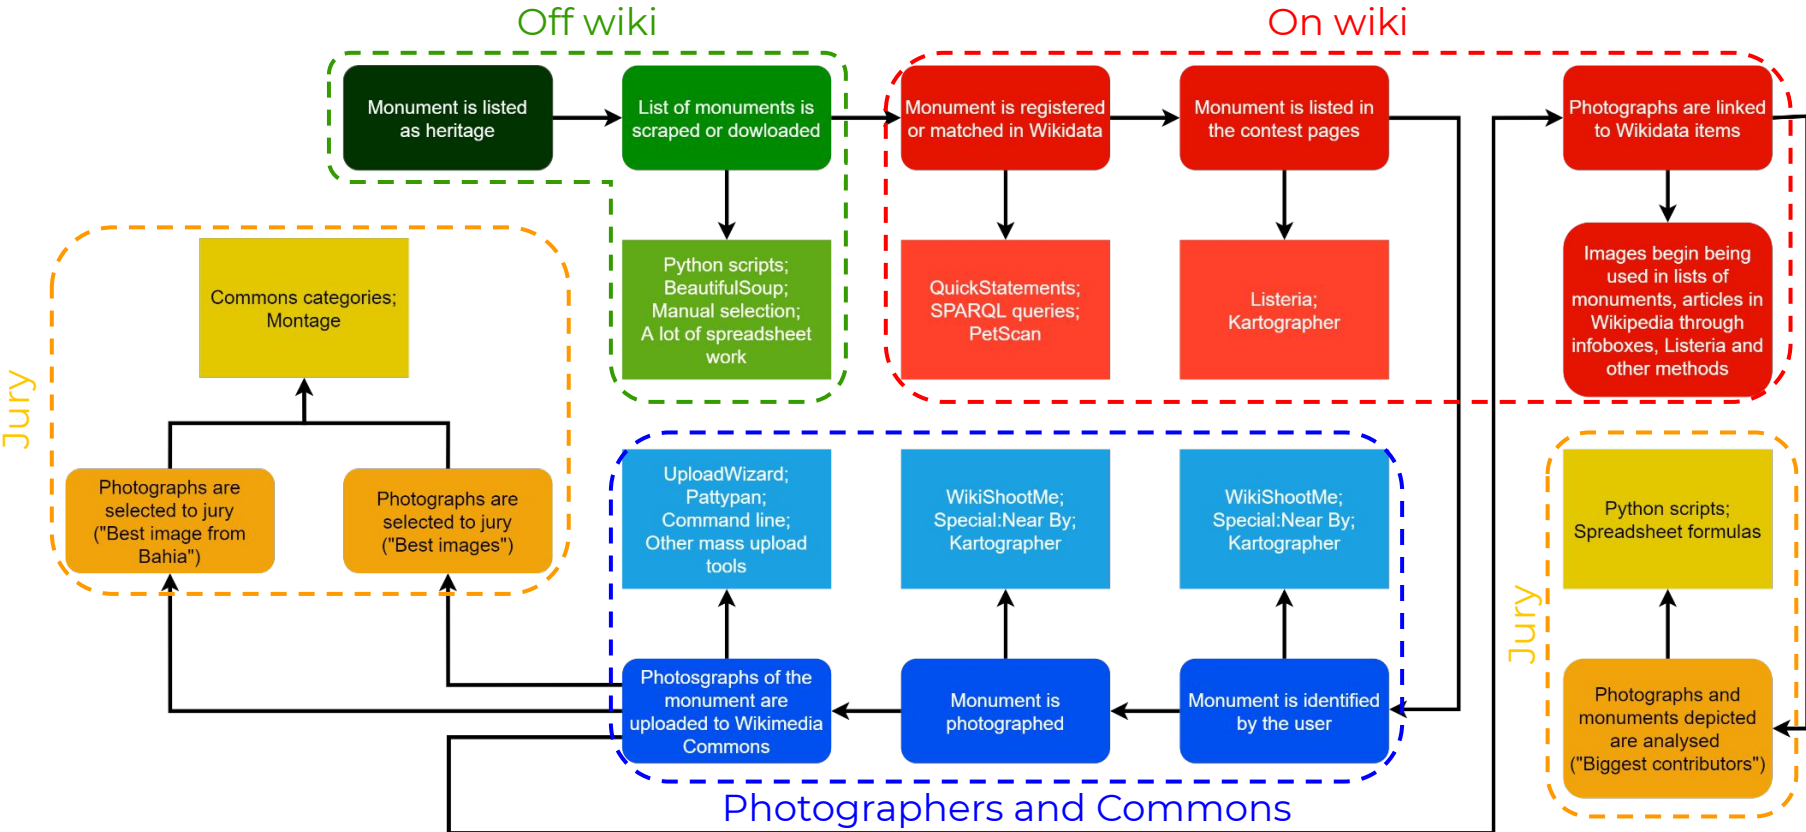 Off wiki
On wiki
Monument is listed
as heritage
List of monuments is
scraped or dowloaded
Monument is registered
or matched in Wikidata
Monument is listed in
the contest pages
Photographs are linked
to Wikidata items
Python scripts;
BeautifulSoup;
Manual selection;
A lot of spreadsheet
work
QuickStatements;
SPARQL queries;
PetScan
Listeria;
Kartographer
Images begin being
used in lists of
monuments, articles in
Wikipedia through
infoboxes, Listeria and
other methods
Jury
Commons categories;
Montage
Photographs are
selected to jury
("Best image from
Bahia")
Photographs are
selected to jury
("Best images")
UploadWizard;
Pattypan;
Command line;
Other mass upload
tools
WikiShootMe;
Special:Near By;
Kartographer
WikiShootMe;
Special:Near By;
Kartographer
Photosgraphs of the
monument are
uploaded to Wikimedia
Commons
Monument is
photographed
Monument is identified
by the user
Photographers and Commons
Jury
Python scripts;
Spreadsheet formulas
Photographs and
monuments depicted
are analysed
("Biggest contributors")